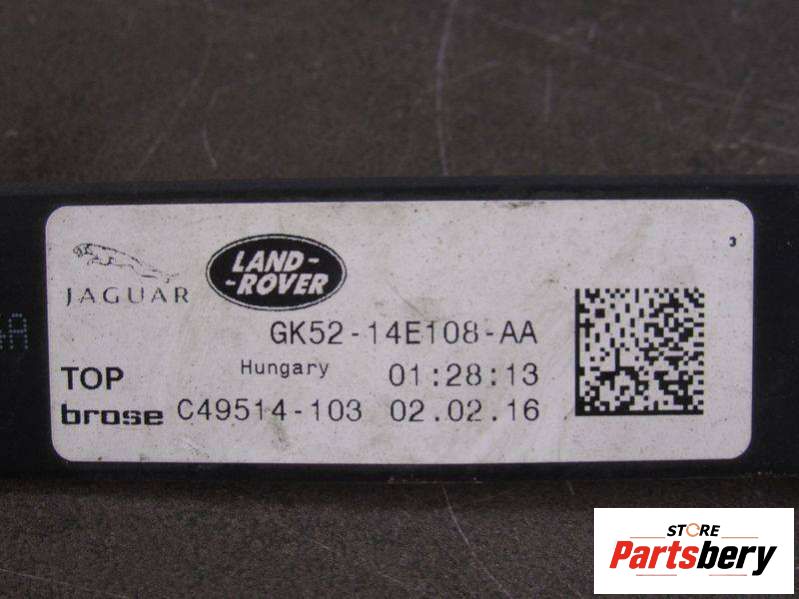 3
JAGUAR
LAND-
-ROVER
GK52-14E108-AA
Hungary 01:28:13
TOP
brose C49514-103 02.02.16
STORE
Partsbery